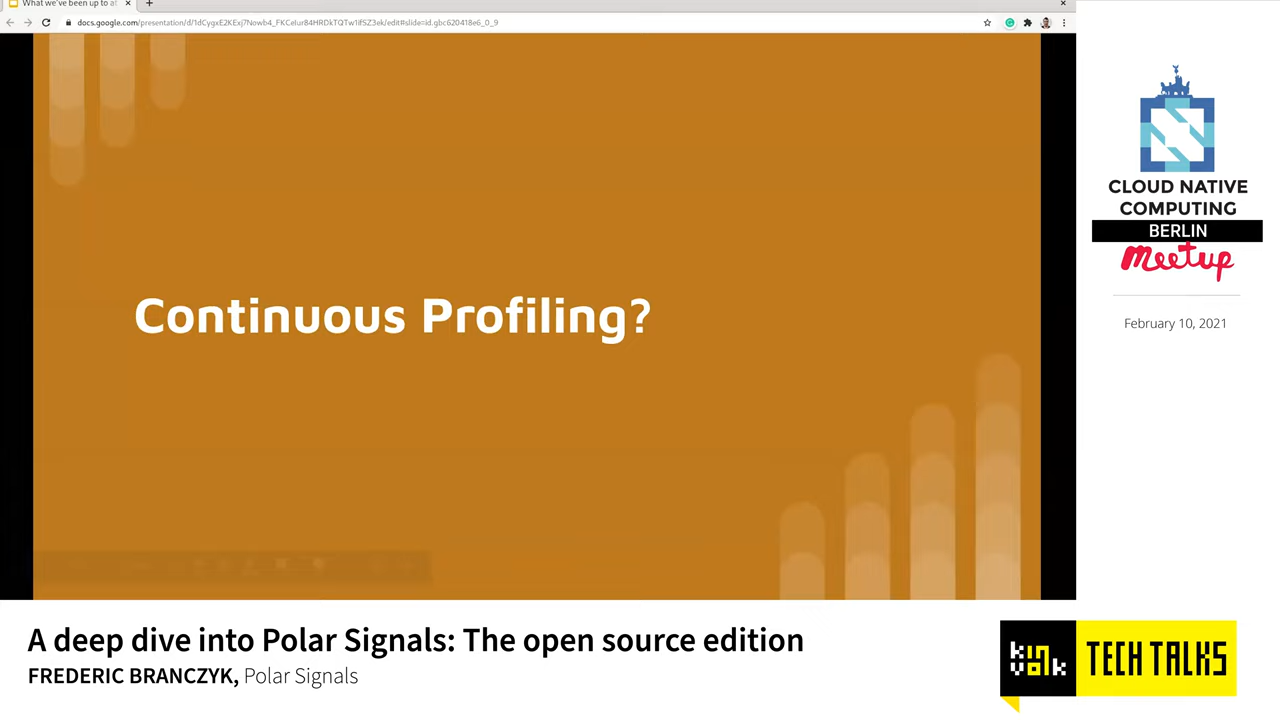 What we've been up to at
docs.google.com/presentation/d/1dCygxE2KExj7Nowb4_FKCeIur84HRDkTQTw1ifSZ3ek/edit#slide=id.gbc620418e6_0_9
Continuous Profiling?
CLOUD NATIVE
COMPUTING
BERLIN
Meetup
February 10, 2021
A deep dive into Polar Signals: The open source edition
FREDERIC BRANCZYK, Polar Signals
kinvolk
TECH TALKS